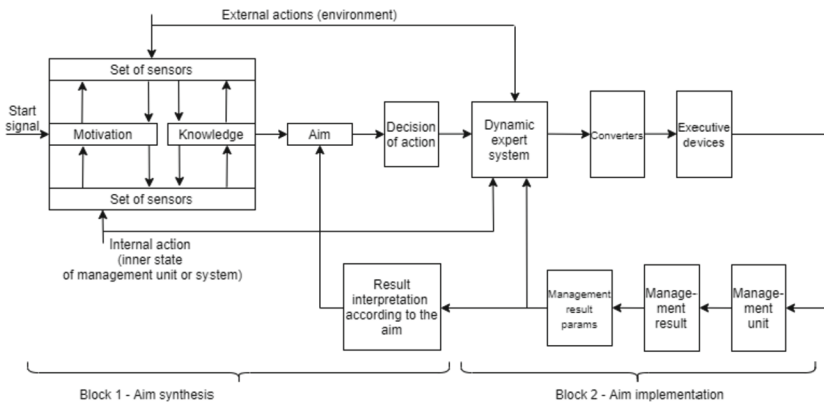 External actions (environment)
Set of sensors
Start
signal
Motivation
Knowledge
Aim
Decision
of action
Dynamic
expert
system
Converters
Executive
devices
Set of sensors
Internal action
(inner state
of management unit or system)
Result
interpretation
according to the
aim
Management
result
params
Manage-
ment
result
Manage-
ment
unit
Block 1 - Aim synthesis
Block 2 - Aim implementation